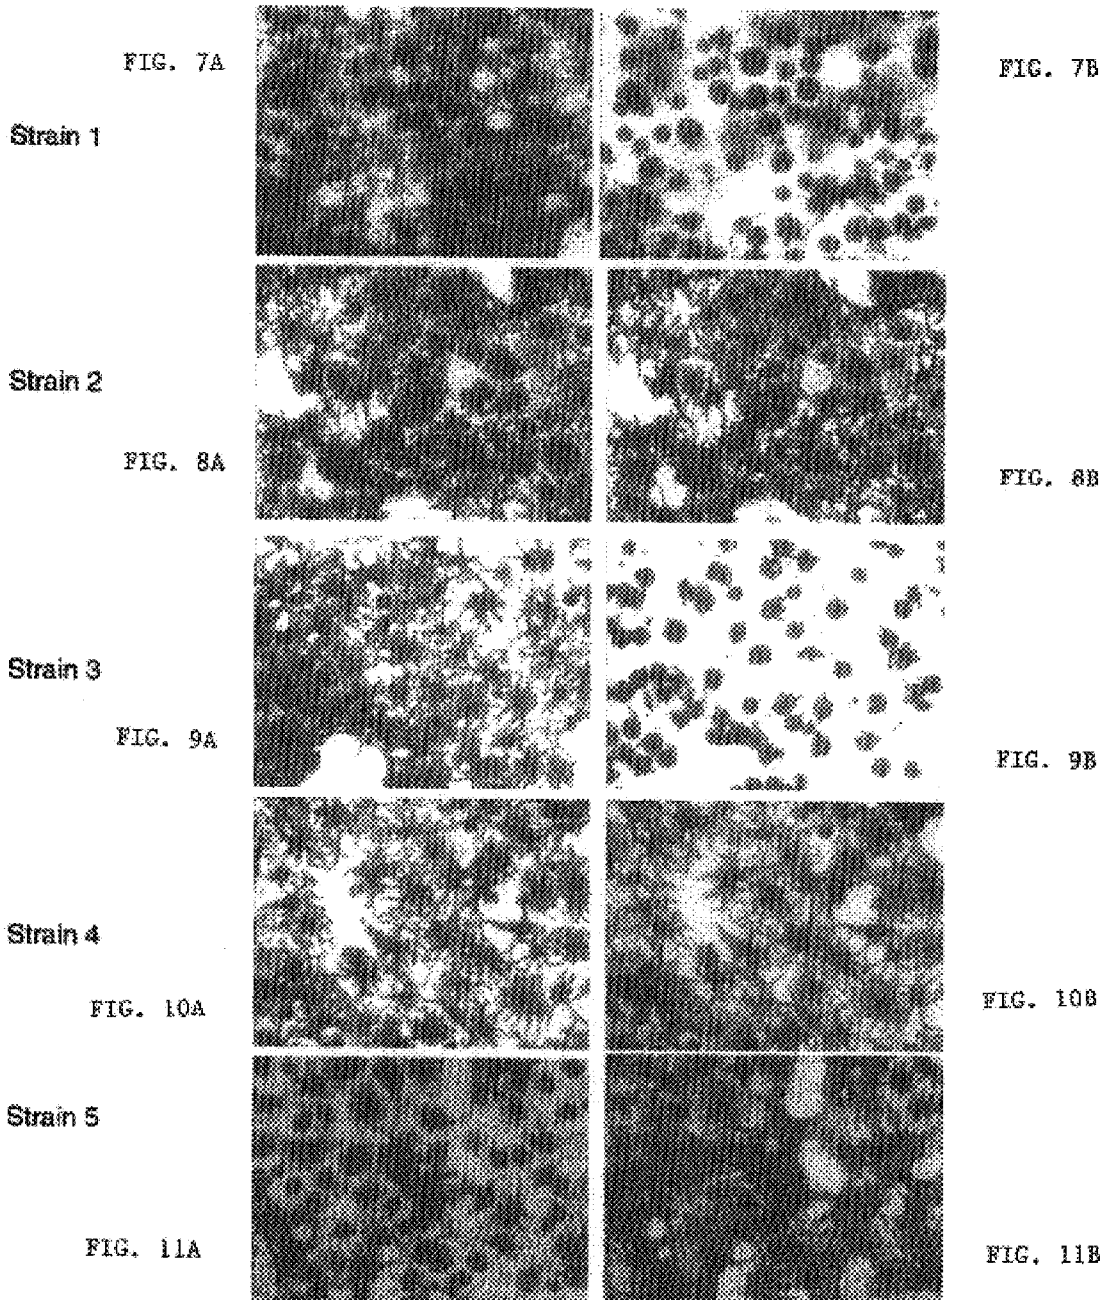 FIG. 7A
FIG. 7B
Strain 1
Strain 2
FIG. 8A
FIG. 8B
Strain 3
FIG. 9A
FIG. 9B
Strain 4
FIG. 10A
FIG. 10B
Strain 5
FIG. 11A
FIG. 11B